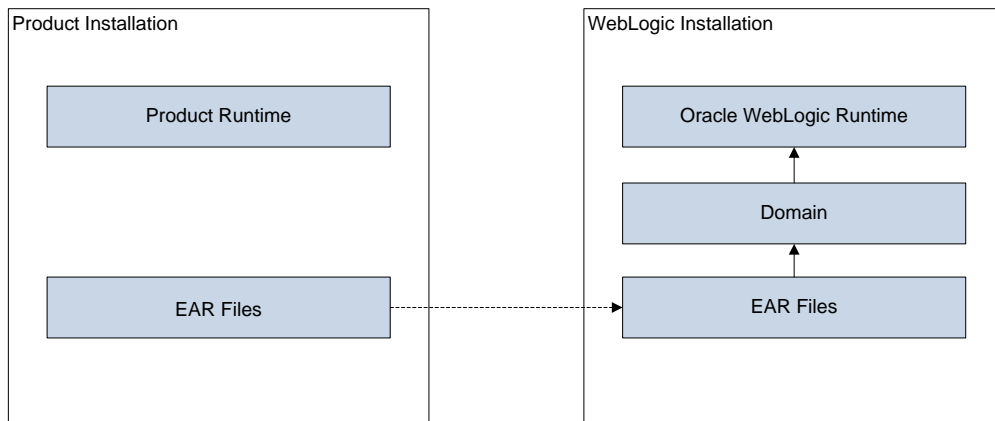 Product Installation
Product Runtime
EAR Files
WebLogic Installation
Oracle WebLogic Runtime
Domain
EAR Files